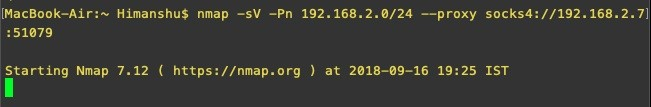 [MacBook-Air:~ Himanshu$ nmap -sV -Pn 192.168.2.0/24 --proxy socks4://192.168.2.7]
:51079
Starting Nmap 7.12 ( https://nmap.org ) at 2018-09-16 19:25 IST